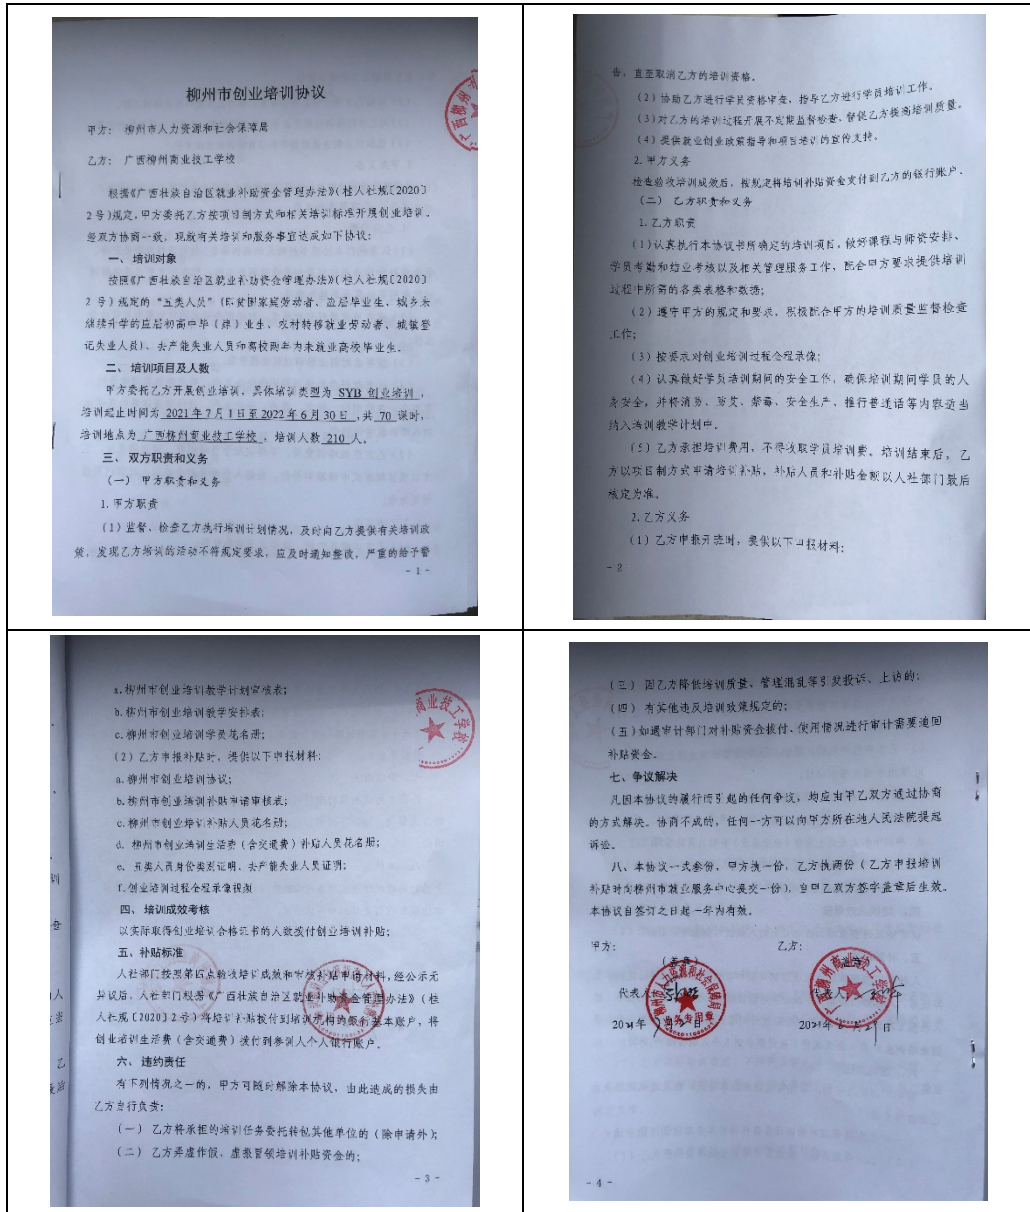 柳州市创业培训协议
甲方： 柳州市人力资源和社会保障局
乙方： 广西柳州商业技工学校
根据《广西壮族自治区就业补助资金管理办法》（桂人社规〔2020〕
2号）规定，甲方委托乙方按项目制方式和相关培训标准开展创业培训。
经双方协商一致，现就有关培训和服务事宜达成如下协议：
一、培训对象
按照《广西壮族自治区就业补助资金管理办法》（桂人社规〔2020〕
2号）规定的“五类人员”（即贫困家庭劳动者、应届毕业生、城乡未
继续升学的应届初高中毕（肄）业生、农村转移就业劳动者、城镇登
记失业人员）、去产能失业人员和离校两年内未就业高校毕业生。
二、培训项目及人数
甲方委托乙方开展创业培训，具体培训类型为 SYB 创业培训，
培训起止时间为 2021年7月1日至2022年6月30日，共 70 课时，
培训地点为 广西柳州商业技工学校，培训人数 210 人。
三、双方职责和义务
（一） 甲方职责和义务
1.甲方职责
（1）监督、检查乙方执行培训计划情况，及时向乙方提供有关培训政
策，发现乙方培训的活动不符规定要求，应及时通知整改，严重的给予警
- 1 -
告，直至取消乙方的培训资格。
（2）协助乙方进行学员资格审查，指导乙方进行学员培训工作。
（3）对乙方的培训过程开展不定期监督检查，督促乙方提高培训质量。
（4）提供就业创业政策指导和项目培训的宣传支持。
2.甲方义务
检查验收培训成效后，按规定将培训补贴资金支付到乙方的银行账户。
（二） 乙方职责和义务
1.乙方职责
（1）认真执行本协议书所确定的培训项目，做好课程与师资安排、
学员考勤和结业考核以及相关管理服务工作，配合甲方要求提供培训
过程中所需的各类表格和数据；
（2）遵守甲方的规定和要求，积极配合甲方的培训质量监督检查
工作；
（3）按要求对创业培训过程全程录像；
（4）认真做好学员培训期间的安全工作，确保培训期间学员的人
身安全，并将消防、防艾、禁毒、安全生产、推行普通话等内容适当
纳入培训教学计划中。
（5）乙方承担培训费用，不得收取学员培训费。培训结束后，乙
方以项目制方式申请培训补贴，补贴人员和补贴金额以人社部门最后
核定为准。
2.乙方义务
（1）乙方申报开班时，提供以下申报材料：
- 2
a.柳州市创业培训教学计划审核表；
b.柳州市创业培训教学安排表；
c.柳州市创业培训学员花名册；
（2）乙方申报补贴时，提供以下申报材料：
a.柳州市创业培训协议；
b.柳州市创业培训补贴申请审核表；
c.柳州市创业培训补贴人员花名册；
d. 柳州市创业培训生活费（含交通费）补贴人员花名册；
e. 五类人员身份类别证明、去产能失业人员证明；
f.创业培训过程全程录像视频
四、培训成效考核
以实际取得创业培训合格证书的人数拨付创业培训补贴；
五、补贴标准
人社部门按照第四点验收培训成效和审核补贴申请材料，经公示无
异议后，人社部门根据《广西壮族自治区就业补助资金管理办法》（桂
人社规〔2020〕2号）将培训补贴拨付到培训机构的银行基本账户，将
创业培训生活费（含交通费）拨付到参训人个人银行账户。
六、违约责任
有下列情况之一的，甲方可随时解除本协议，由此造成的损失由
乙方自行负责：
（一） 乙方将承担的培训任务委托转包其他单位的（除申请外）；
（二） 乙方弄虚作假、虚报冒领培训补贴资金的；
- 3 -
（三） 因乙方降低培训质量、管理混乱等引发投诉、上访的；
（四） 有其他违反培训政策规定的；
（五）如遇审计部门对补贴资金拨付、使用情况进行审计需要追回
补贴资金。
七、争议解决
凡因本协议的履行而引起的任何争议，均应由甲乙双方通过协商
的方式解决。协商不成的，任何一方可以向甲方所在地人民法院提起
诉讼。
八、本协议一式叁份，甲方执一份，乙方执两份（乙方申报培训
补贴时向柳州市就业服务中心提交一份），自甲乙双方签字盖章后生效。
本协议自签订之日起一年内有效。
甲方： 乙方：
（盖章）
代表人 代表人
- 4 -